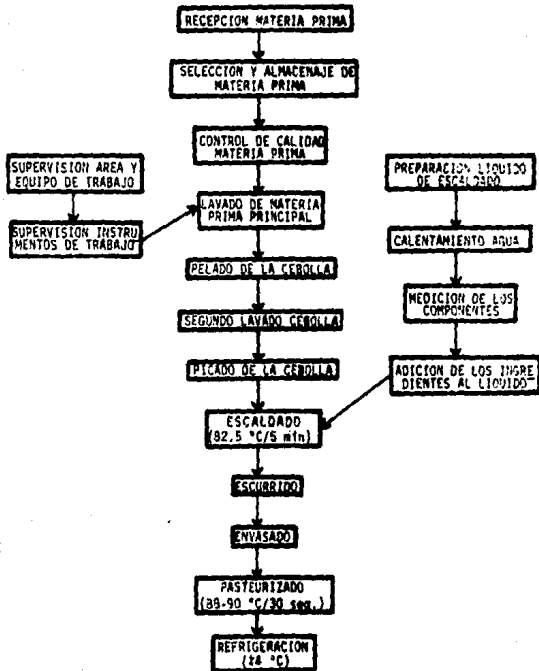 RECEPCION MATERIA PRIMA
SELECCION Y ALMACENAJE DE
MATERIA PRIMA
CONTROL DE CALIDAD
MATERIA PRIMA
SUPERVISION AREA Y
EQUIPO DE TRABAJO
SUPERVISION INSTRU
MENTOS DE TRABAJO
LAVADO DE MATERIA
PRIMA PRINCIPAL
PREPARACION LIQUIDO
DE ESCALDADO
CALENTAMIENTO AGUA
MEDICION DE LOS
COMPONENTES
ADICION DE LOS INGRE
DIENTES AL LIQUIDO
PELADO DE LA CEBOLLA
SEGUNDO LAVADO CEBOLLA
PICADO DE LA CEBOLLA
ESCALDADO
(82.5 °C/5 min)
ESCURRIDO
ENVASADO
PASTEURIZADO
(88-90 °C/30 seg.)
REFRIGERACION
(±4 °C)